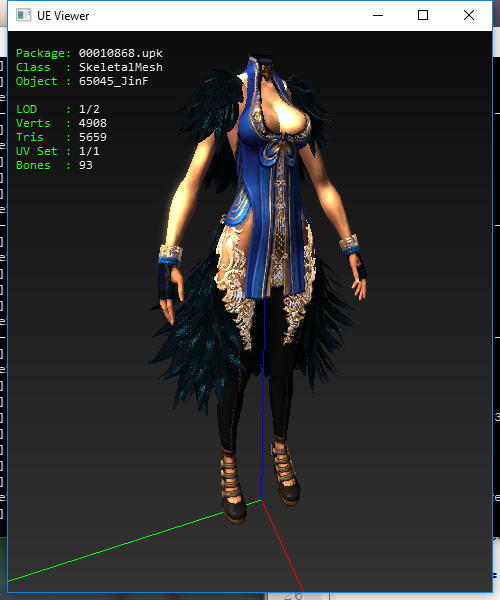 UE Viewer
Package: 00010868.upk
Class  : SkeletalMesh
Object : 65045_JinF
LOD    : 1/2
Verts  : 4908
Tris   : 5659
UV Set : 1/1
Bones  : 93